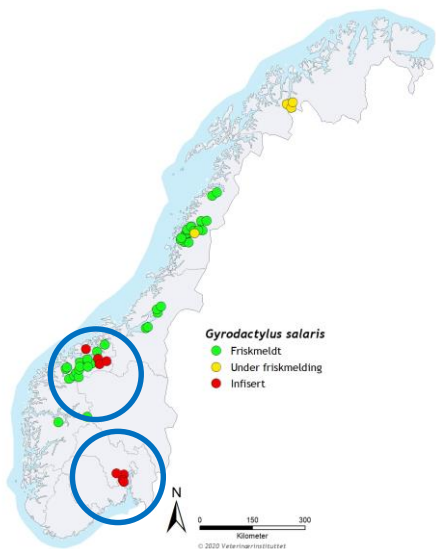 Gyrodactylus salaris
Friskmeldt
Under friskmelding
Infisert
N
0 150 300
Kilometer
© 2020 Veterinærinstituttet